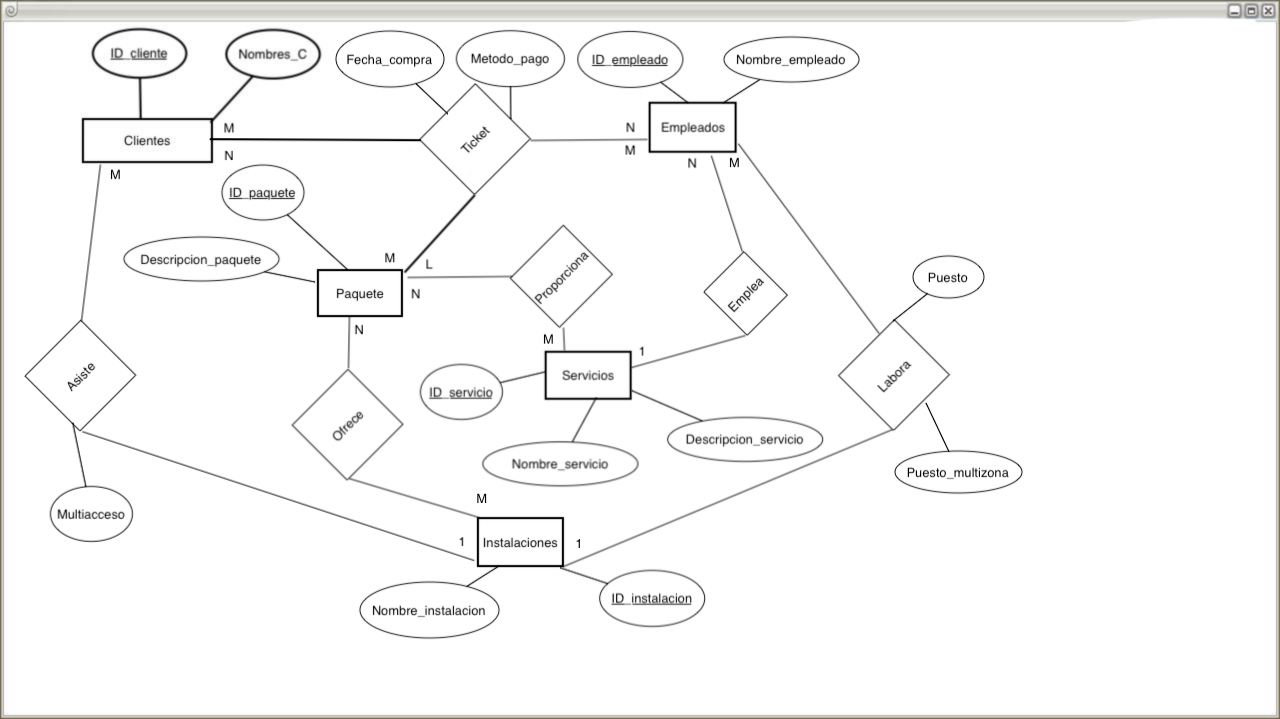 ID_cliente
Nombres_C
Fecha_compra
Metodo_pago
ID_empleado
Nombre_empleado
Clientes
M
N
M
Ticket
N
M
Empleados
N
M
ID_paquete
Descripcion_paquete
M
L
N
Paquete
N
Proporciona
M
Emplea
Puesto
Servicios
1
ID_servicio
Nombre_servicio
Descripcion_servicio
Asiste
Ofrece
Labora
Puesto_multizona
Multiacceso
M
1
Instalaciones
1
Nombre_instalacion
ID_instalacion